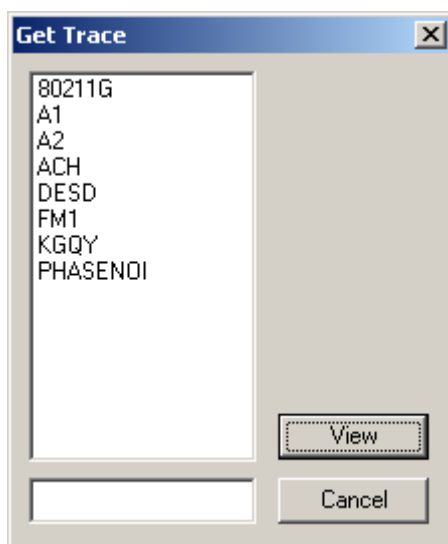 Get Trace
80211G
A1
A2
ACH
DESD
FM1
KGQY
PHASENOI
View
Cancel